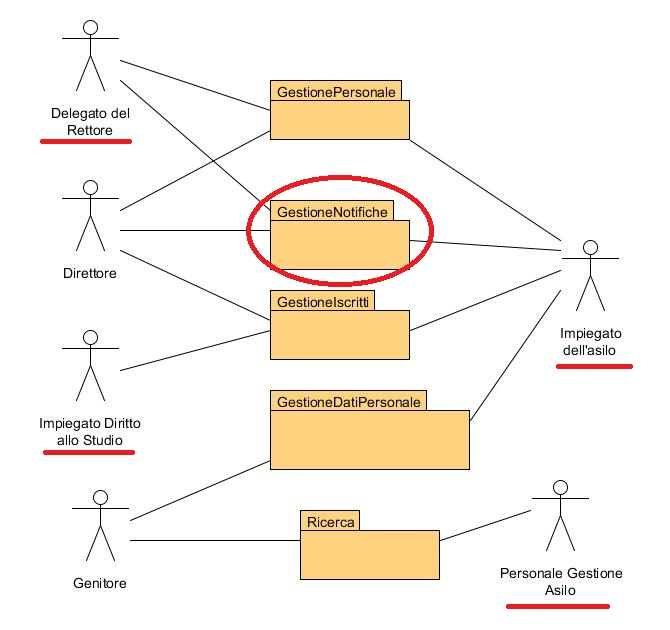 GestionePersonale
Delegato del
Rettore
GestioneNotifiche
Direttore
GestioneIscritti
Impiegato
dell'asilo
GestioneDatiPersonale
Impiegato Diritto
allo Studio
Ricerca
Genitore
Personale Gestione
Asilo